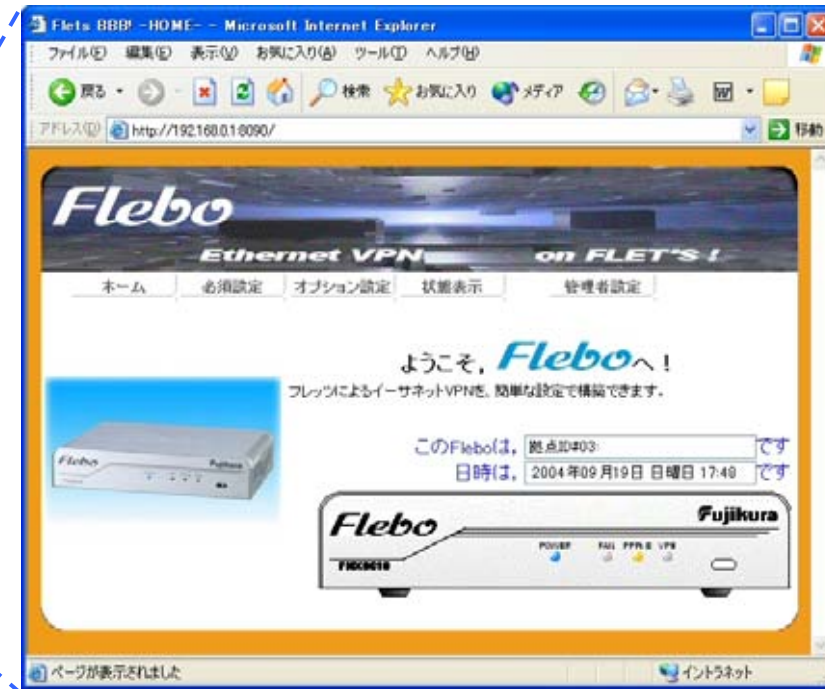 Flets BBB! -HOME- - Microsoft Internet Explorer
ファイル(F) 編集(E) 表示(V) お気に入り(A) ツール(T) ヘルプ(H)
戻る 検索 お気に入り メディア
アドレス(D) http://192.168.0.1:8090/ 移動
Flebo
Ethernet VPN on FLET'S !
ホーム 必須設定 オプション設定 状態表示 管理者設定
ようこそ, Fleboへ!
フレッツによるイーサネットVPNを、簡単な設定で構築できます。
このFleboは, 拠点ID#03: です
日時は, 2004年09月19日 日曜日 17:48 です
Flebo Fujikura
Flebo Fujikura
POWER FAIL PPPoE VPN
ページが表示されました イントラネット